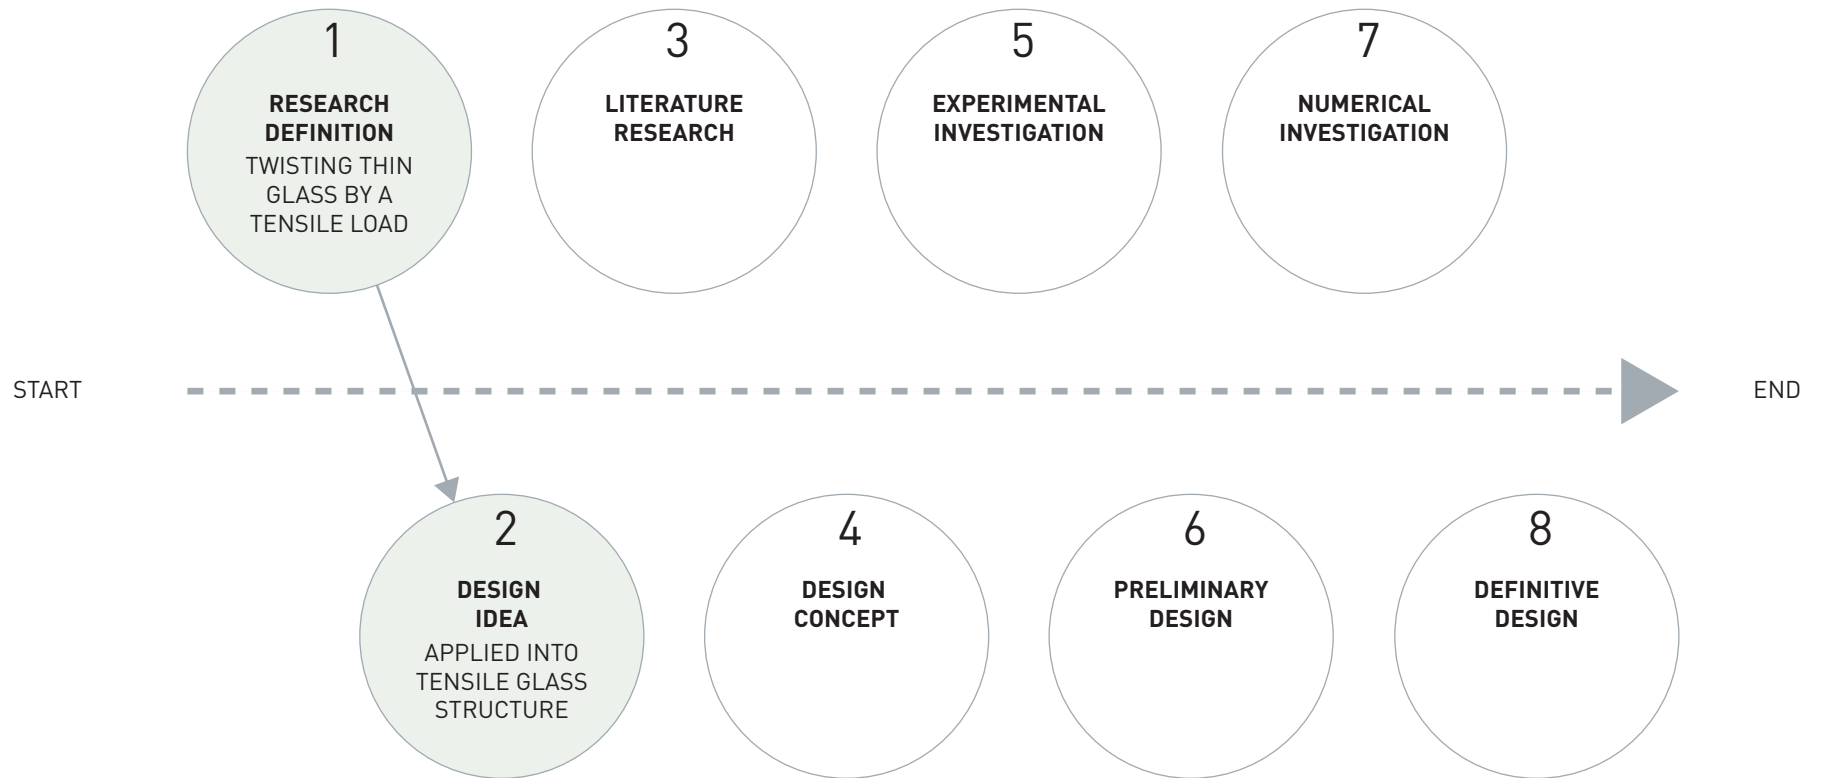 1
RESEARCH
DEFINITION
TWISTING THIN
GLASS BY A
TENSILE LOAD
3
LITERATURE
RESEARCH
5
EXPERIMENTAL
INVESTIGATION
7
NUMERICAL
INVESTIGATION
START
END
2
DESIGN
IDEA
APPLIED INTO
TENSILE GLASS
STRUCTURE
4
DESIGN
CONCEPT
6
PRELIMINARY
DESIGN
8
DEFINITIVE
DESIGN